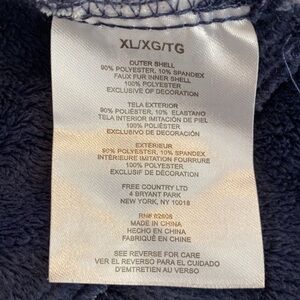 XL/XG/TG
OUTER SHELL
90% POLYESTER, 10% SPANDEX
FAUX FUR INNER SHELL
100% POLYESTER
EXCLUSIVE OF DECORATION
TELA EXTERIOR
90% POLIÉSTER, 10% ELASTANO
TELA INTERIOR IMITACIÓN DE PIEL
100% POLIÉSTER
EXCLUSIVO DE DECORACIÓN
EXTÉRIEUR
90% POLYESTER, 10% SPANDEX
INTÉRIEURE IMITATION FOURRURE
100% POLYESTER
EXCLUSIF DE DÉCORATION
FREE COUNTRY LTD
4 BRYANT PARK
NEW YORK, NY 10018
RN# 82608
MADE IN CHINA
HECHO EN CHINA
FABRIQUÉ EN CHINE
SEE REVERSE FOR CARE
VER EL REVERSO PARA EL CUIDADO
D'EMTRETIEN AU VERSO